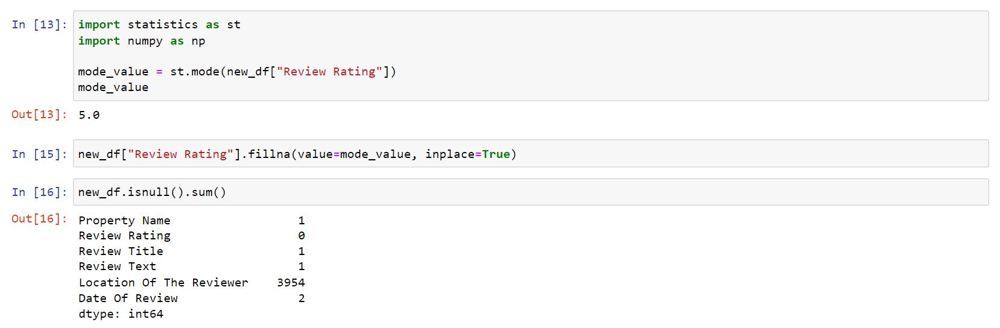 In [13]: import statistics as st
import numpy as np
mode_value = st.mode(new_df["Review Rating"])
mode_value
Out[13]: 5.0
In [15]: new_df["Review Rating"].fillna(value=mode_value, inplace=True)
In [16]: new_df.isnull().sum()
Out[16]: Property Name 1
Review Rating 0
Review Title 1
Review Text 1
Location Of The Reviewer 3954
Date Of Review 2
dtype: int64